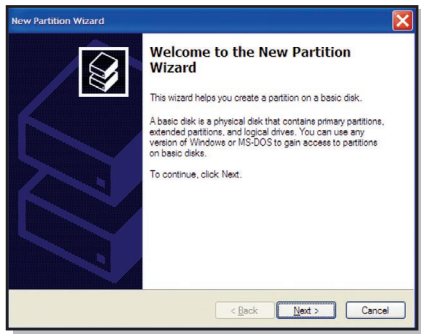 New Partition Wizard
Welcome to the New Partition
Wizard
This wizard helps you create a partition on a basic disk.
A basic disk is a physical disk that contains primary partitions,
extended partitions, and logical drives. You can use any
version of Windows or MS-DOS to gain access to partitions
on basic disks.
To continue, click Next.
< Back Next > Cancel